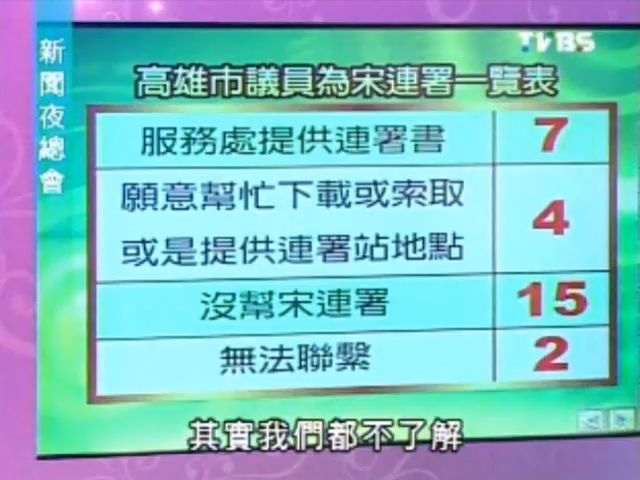 TVBS
新聞夜總會
高雄市議員為宋連署一覽表
服務處提供連署書 7
願意幫忙下載或索取
或是提供連署站地點 4
沒幫宋連署 15
無法聯繫 2
其實我們都不了解